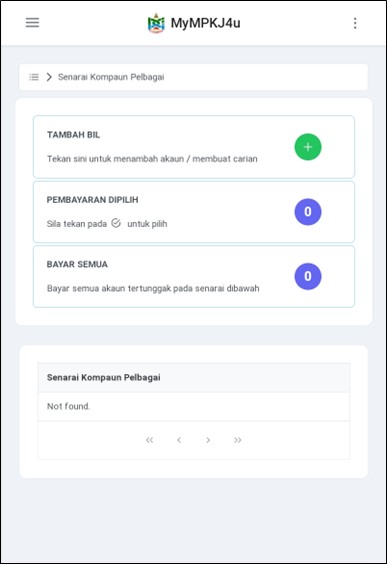 MyMPKJ4u
Senarai Kompaun Pelbagai
TAMBAH BIL
Tekan sini untuk menambah akaun / membuat carian
PEMBAYARAN DIPILIH
Sila tekan pada untuk pilih
0
BAYAR SEMUA
Bayar semua akaun tertunggak pada senarai dibawah
0
Senarai Kompaun Pelbagai
Not found.